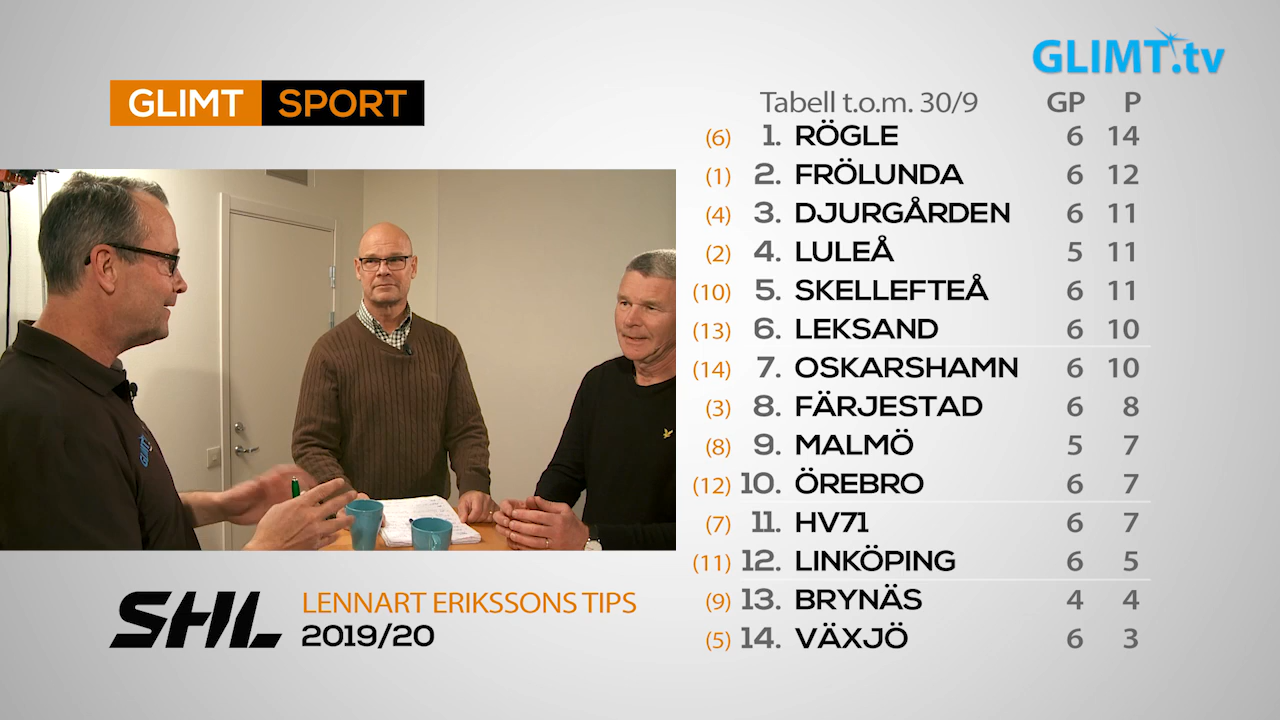 GLIMT.tv
GLIMT SPORT
Tabell t.o.m. 30/9 GP P
(6) 1. RÖGLE 6 14
(1) 2. FRÖLUNDA 6 12
(4) 3. DJURGÅRDEN 6 11
(2) 4. LULEÅ 5 11
(10) 5. SKELLEFTEÅ 6 11
(13) 6. LEKSAND 6 10
(14) 7. OSKARSHAMN 6 10
(3) 8. FÄRJESTAD 6 8
(8) 9. MALMÖ 5 7
(12) 10. ÖREBRO 6 7
(7) 11. HV71 6 7
(11) 12. LINKÖPING 6 5
(9) 13. BRYNÄS 4 4
(5) 14. VÄXJÖ 6 3
GLIMT
SHL
LENNART ERIKSSONS TIPS
2019/20